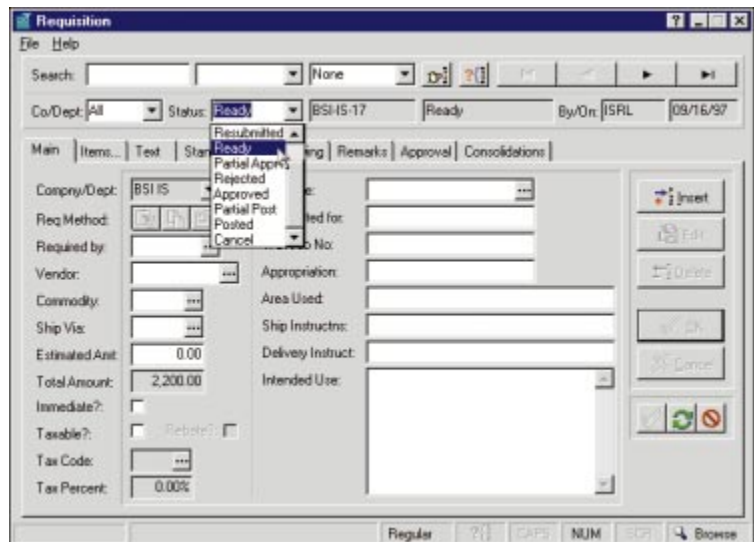 Requisition
File Help
Search: None
Co/Dept: All Status: Ready BSI-IS-17 Ready By/On: ISRL 09/16/97
Resubmitted
Ready
Partial Apprvs
Rejected
Approved
Partial Post
Posted
Cancel
Main Items... Text Remarks Approval Consolidations
Compny/Dept: BSI IS
Req Method:
Required by:
Vendor:
Commodity:
Ship Via:
Estimated Amt: 0.00
Total Amount: 2,200.00
Immediate?:
Taxable?: Rebate?:
Tax Code:
Tax Percent: 0.00%
Appropriation:
Area Used:
Ship Instructns:
Delivery Instruct:
Intended Use:
Insert
Edit
Delete
OK
Cancel
Regular CAPS NUM SCR Browse